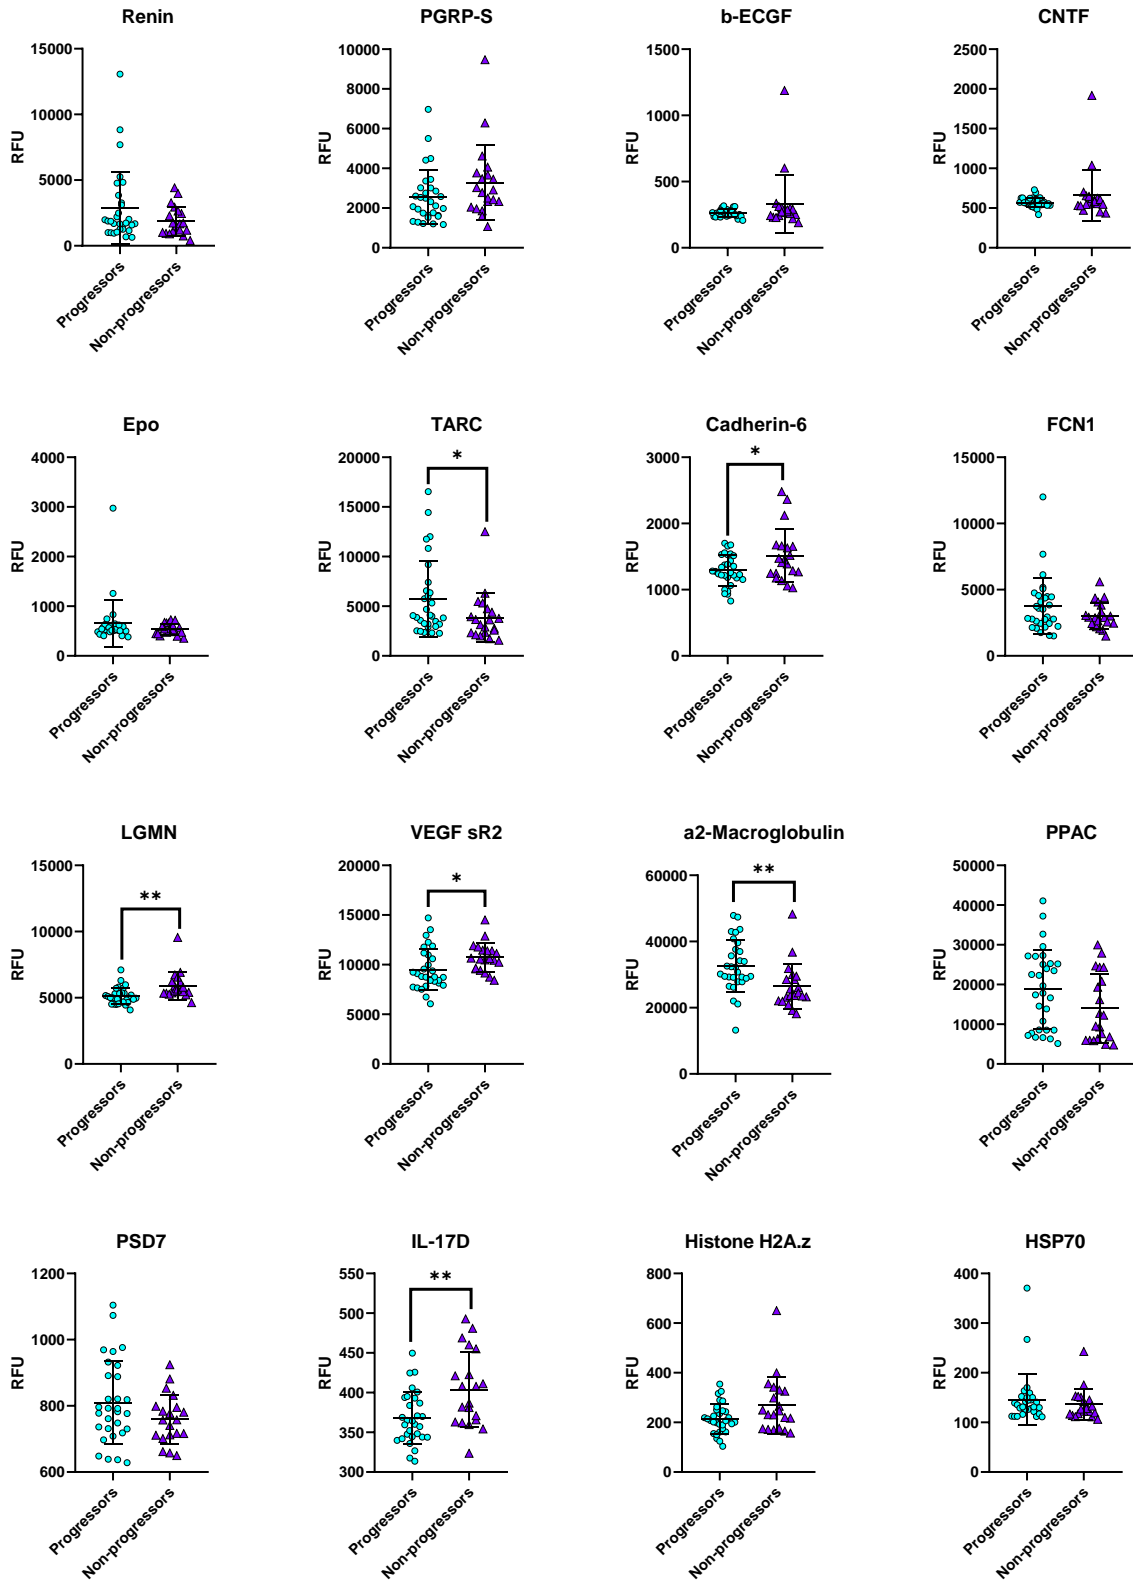 Renin
15000
10000
5000
0
RFU
Progressors
Non-progressors
PGRP-S
10000
8000
6000
4000
2000
0
RFU
Progressors
Non-progressors
b-ECGF
1500
1000
500
0
RFU
Progressors
Non-progressors
CNTF
2500
2000
1500
1000
500
0
RFU
Progressors
Non-progressors
Epo
4000
3000
2000
1000
0
RFU
Progressors
Non-progressors
TARC
20000
15000
10000
5000
0
RFU
*
Progressors
Non-progressors
Cadherin-6
3000
2000
1000
0
RFU
*
Progressors
Non-progressors
FCN1
15000
10000
5000
0
RFU
Progressors
Non-progressors
LGMN
15000
10000
5000
0
RFU
**
Progressors
Non-progressors
VEGF sR2
20000
15000
10000
5000
0
RFU
*
Progressors
Non-progressors
a2-Macroglobulin
60000
40000
20000
0
RFU
**
Progressors
Non-progressors
PPAC
50000
40000
30000
20000
10000
0
RFU
Progressors
Non-progressors
PSD7
1200
1000
800
600
RFU
Progressors
Non-progressors
IL-17D
550
500
450
400
350
300
RFU
**
Progressors
Non-progressors
Histone H2A.z
800
600
400
200
0
RFU
Progressors
Non-progressors
HSP70
400
300
200
100
0
RFU
Progressors
Non-progressors